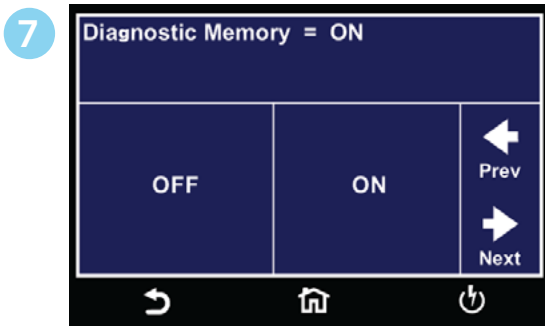 7
Diagnostic Memory = ON
OFF
ON
Prev
Next